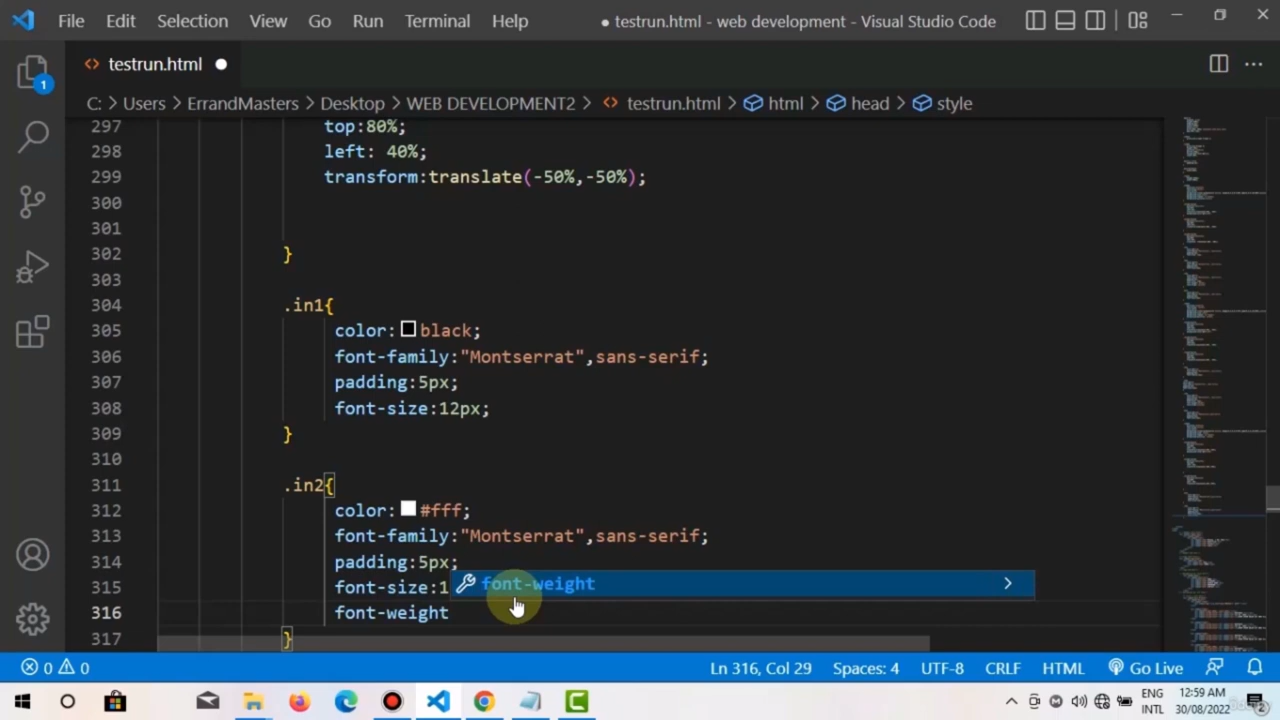 File Edit Selection View Go Run Terminal Help ● testrun.html - web development - Visual Studio Code
testrun.html ●
1
C: > Users > ErrandMasters > Desktop > WEB DEVELOPMENT2 > testrun.html > html > head > style
297 top:80%;
298 left: 40%;
299 transform:translate(-50%,-50%);
300
301
302 }
303
304 .in1{
305 color: black;
306 font-family:"Montserrat",sans-serif;
307 padding:5px;
308 font-size:12px;
309 }
310
311 .in2{
312 color: #fff;
313 font-family:"Montserrat",sans-serif;
314 padding:5px;
315 font-size:1
font-weight
316 font-weight
317 }
0 0 Ln 316, Col 29 Spaces: 4 UTF-8 CRLF HTML Go Live
ENG 12:59 AM
INTL 30/08/2022
2